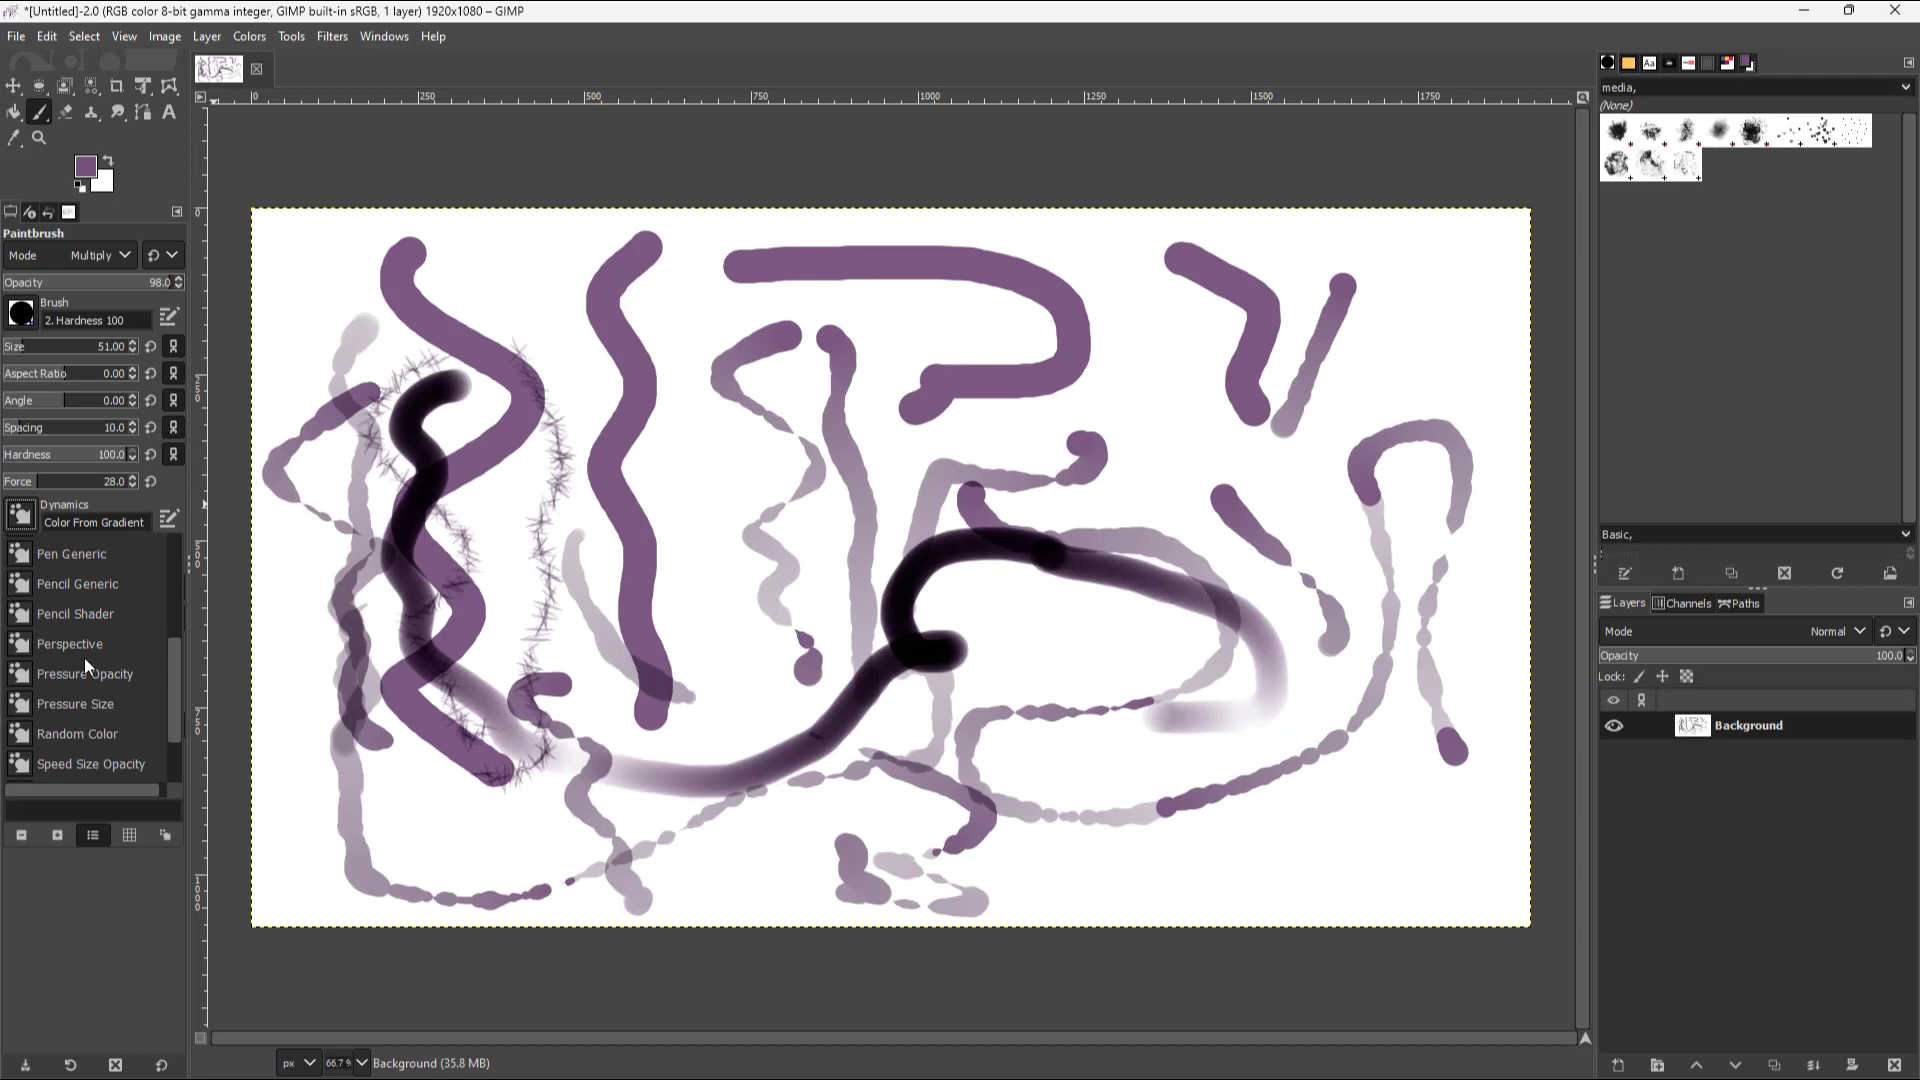 *[Untitled]-2.0 (RGB color 8-bit gamma integer, GIMP built-in sRGB, 1 layer) 1920x1080 – GIMP
File Edit Select View Image Layer Colors Tools Filters Windows Help
media,
(None)
0 250 500 750 1000 1250 1500 1750
Paintbrush
Mode Multiply
Opacity 98.0
Brush
2. Hardness 100
Size 51.00
Aspect Ratio 0.00
Angle 0.00
Spacing 10.0
Hardness 100.0
Force 28.0
Dynamics
Color From Gradient
Pen Generic
Pencil Generic
Pencil Shader
Perspective
Pressure Opacity
Pressure Size
Random Color
Speed Size Opacity
0
250
500
750
1000
Basic,
Layers Channels Paths
Mode Normal
Opacity 100.0
Lock:
Background
px 66.7 % Background (35.8 MB)